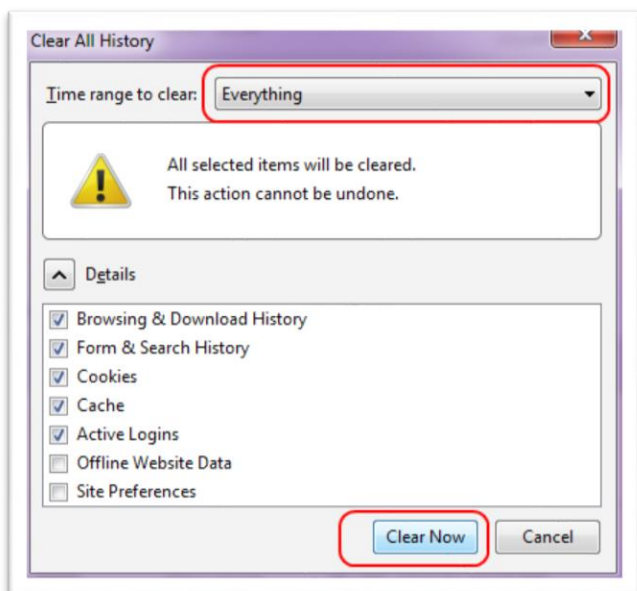 Clear All History
Time range to clear: Everything
All selected items will be cleared.
This action cannot be undone.
Details
Browsing & Download History
Form & Search History
Cookies
Cache
Active Logins
Offline Website Data
Site Preferences
Clear Now Cancel